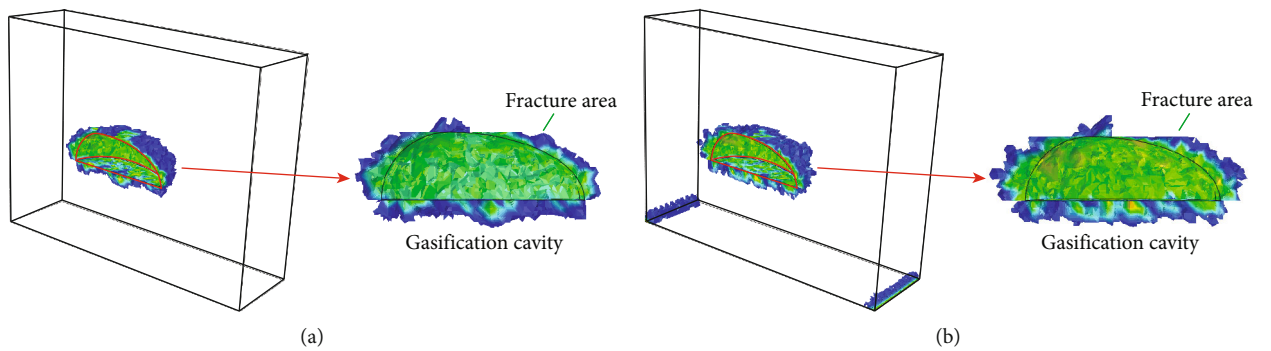 Fracture area
Gasification cavity
(a)
Fracture area
Gasification cavity
(b)